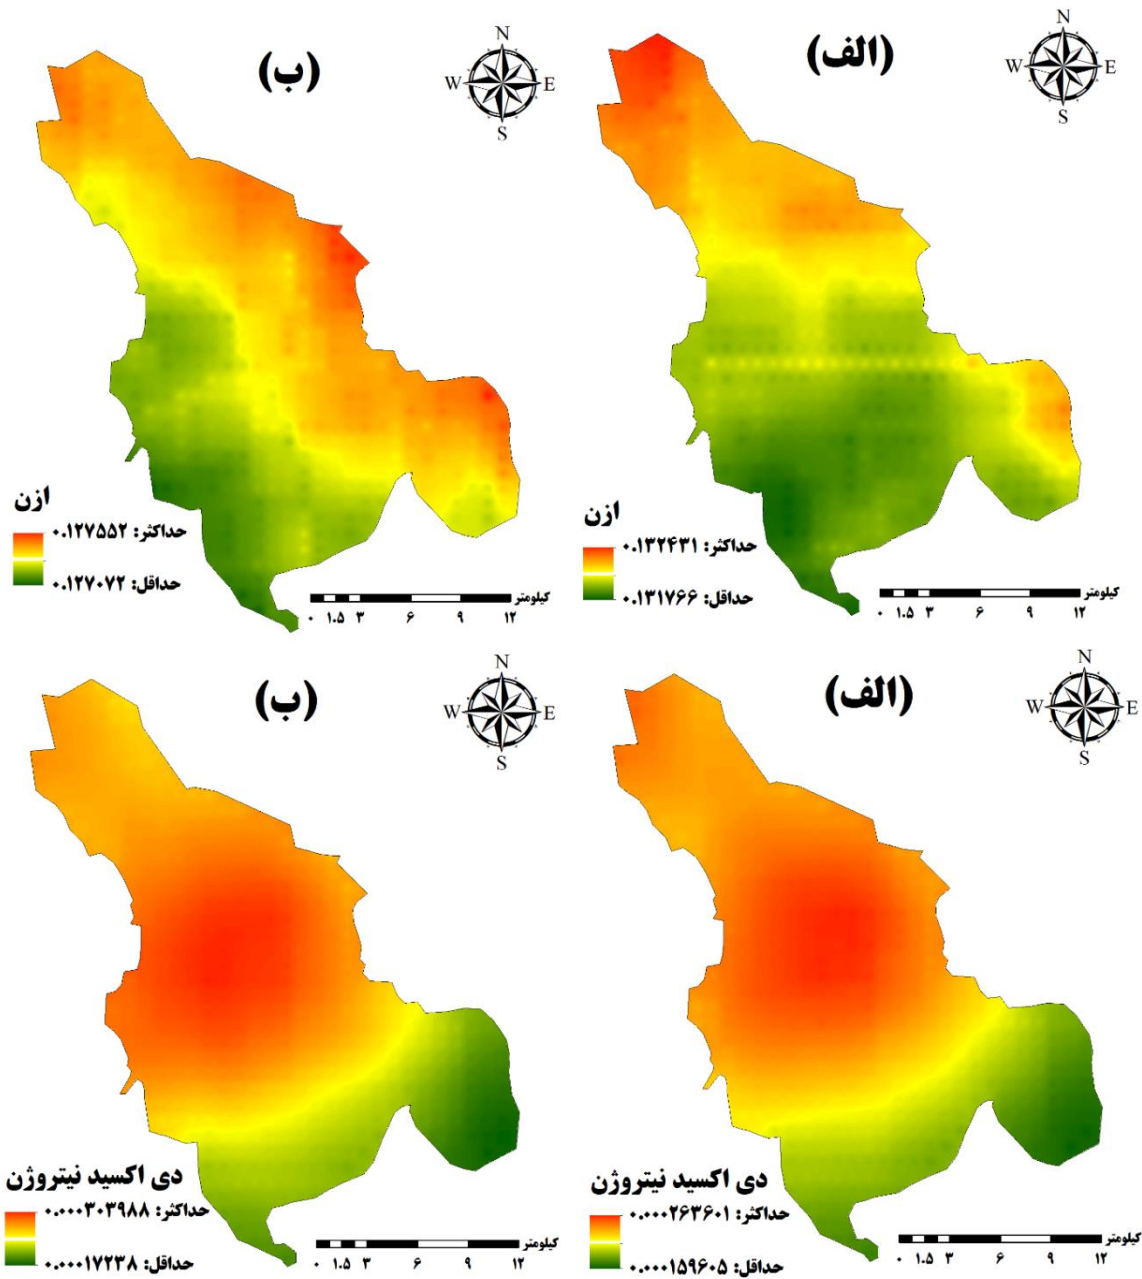 (الف)
N
W E
S
ازن
حداکثر: ۰.۱۳۲۴۳۱
حداقل: ۰.۱۳۱۷۶۶
کیلومتر
۰ ۱.۵ ۳ ۶ ۹ ۱۲
(ب)
N
W E
S
ازن
حداکثر: ۰.۱۲۷۵۵۲
حداقل: ۰.۱۲۷۰۷۲
کیلومتر
۰ ۱.۵ ۳ ۶ ۹ ۱۲
(الف)
N
W E
S
دی اکسید نیتروژن
حداکثر: ۰.۰۰۰۲۶۳۶۰۱
حداقل: ۰.۰۰۰۱۵۹۶۰۵
کیلومتر
۰ ۱.۵ ۳ ۶ ۹ ۱۲
(ب)
N
W E
S
دی اکسید نیتروژن
حداکثر: ۰.۰۰۰۳۰۳۹۸۸
حداقل: ۰.۰۰۰۱۷۲۳۸
کیلومتر
۰ ۱.۵ ۳ ۶ ۹ ۱۲